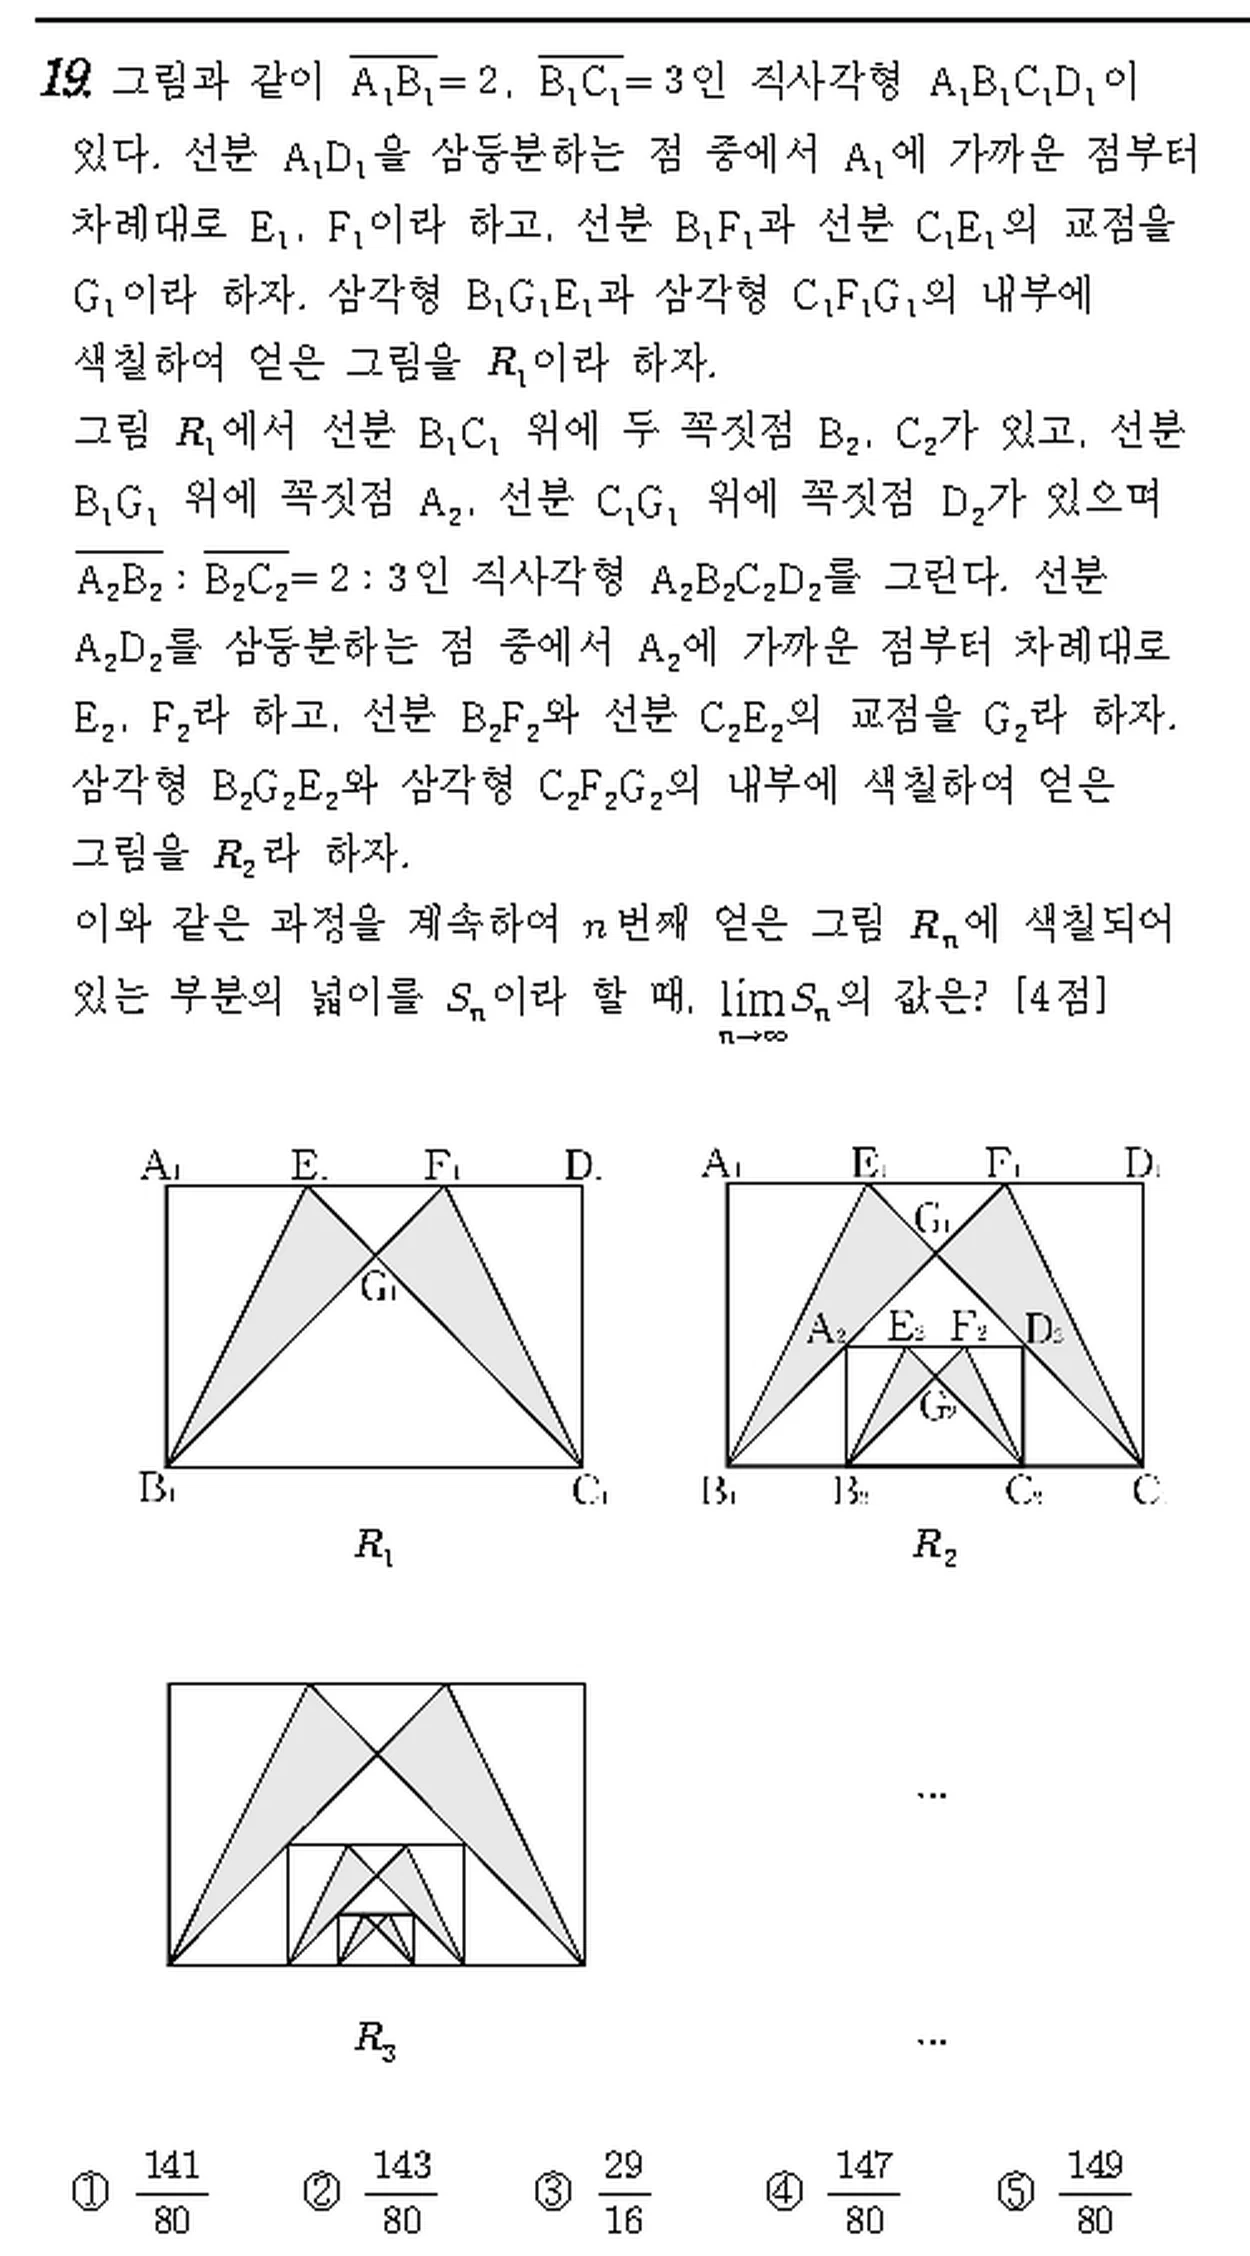 19. 그림과 같이 A₁B₁=2, B₁C₁=3인 직사각형 A₁B₁C₁D₁이
있다. 선분 A₁D₁을 삼등분하는 점 중에서 A₁에 가까운 점부터
차례대로 E₁, F₁이라 하고, 선분 B₁F₁과 선분 C₁E₁의 교점을
G₁이라 하자. 삼각형 B₁G₁E₁과 삼각형 C₁F₁G₁의 내부에
색칠하여 얻은 그림을 R₁이라 하자.
그림 R₁에서 선분 B₁C₁ 위에 두 꼭짓점 B₂, C₂가 있고, 선분
B₁G₁ 위에 꼭짓점 A₂, 선분 C₁G₁ 위에 꼭짓점 D₂가 있으며
A₂B₂ : B₂C₂=2 : 3인 직사각형 A₂B₂C₂D₂를 그린다. 선분
A₂D₂를 삼등분하는 점 중에서 A₂에 가까운 점부터 차례대로
E₂, F₂라 하고, 선분 B₂F₂와 선분 C₂E₂의 교점을 G₂라 하자.
삼각형 B₂G₂E₂와 삼각형 C₂F₂G₂의 내부에 색칠하여 얻은
그림을 R₂라 하자.
이와 같은 과정을 계속하여 n번째 얻은 그림 Rₙ에 색칠되어
있는 부분의 넓이를 Sₙ이라 할 때, lim Sₙ의 값은? [4점]
n→∞
A₁ E₁ F₁ D₁
G₁
B₁ C₁
R₁
A₁ E₁ F₁ D₁
G₁
A₂ E₂ F₂ D₂
G₂
B₁ B₂ C₂ C₁
R₂
...
R₃ ...
① 141/80 ② 143/80 ③ 29/16 ④ 147/80 ⑤ 149/80